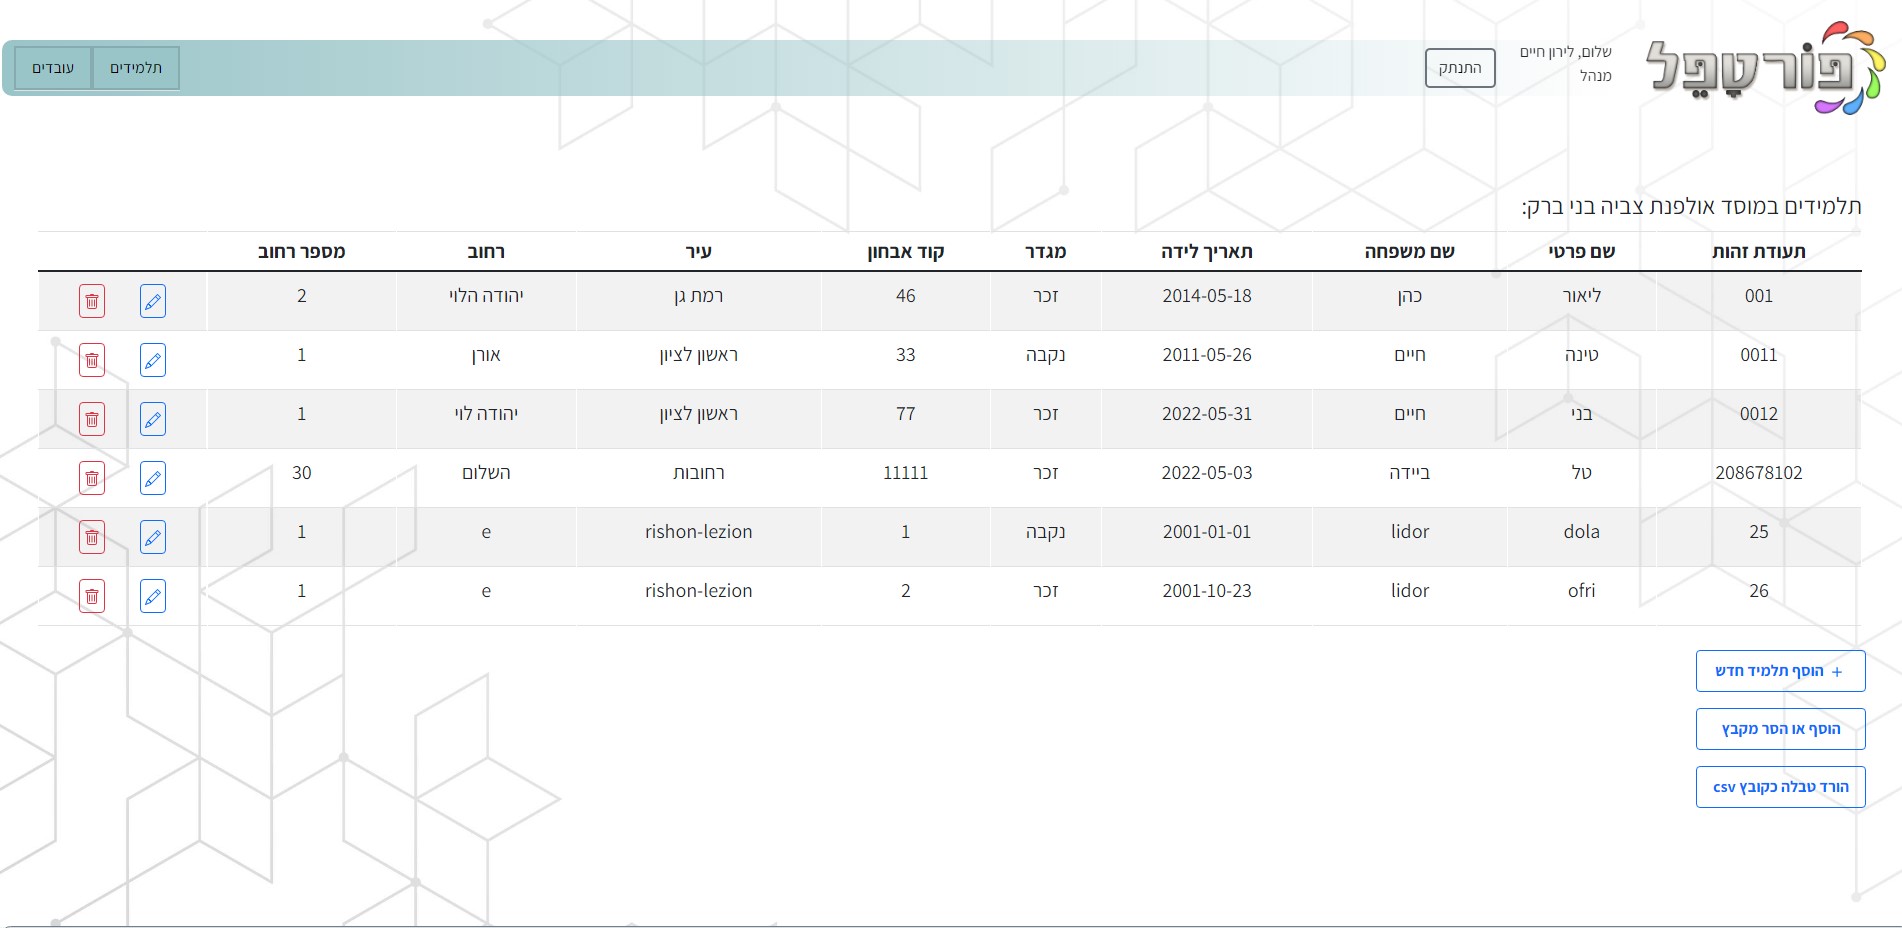 פּוֹרטְפֵל
שלום, לירון חיים
מנהל
התנתק
תלמידים
עובדים
תלמידים במוסד אולפנת צביה בני ברק:
תעודת זהות שם פרטי שם משפחה תאריך לידה מגדר קוד אבחון עיר רחוב מספר רחוב
001 ליאור כהן 2014-05-18 זכר 46 רמת גן יהודה הלוי 2
0011 טינה חיים 2011-05-26 נקבה 33 ראשון לציון אורן 1
0012 בני חיים 2022-05-31 זכר 77 ראשון לציון יהודה לוי 1
208678102 טל ביידה 2022-05-03 זכר 11111 רחובות השלום 30
25 dola lidor 2001-01-01 נקבה 1 rishon-lezion e 1
26 ofri lidor 2001-10-23 זכר 2 rishon-lezion e 1
+ הוסף תלמיד חדש
הוסף או הסר מקבץ
הורד טבלה כקובץ csv